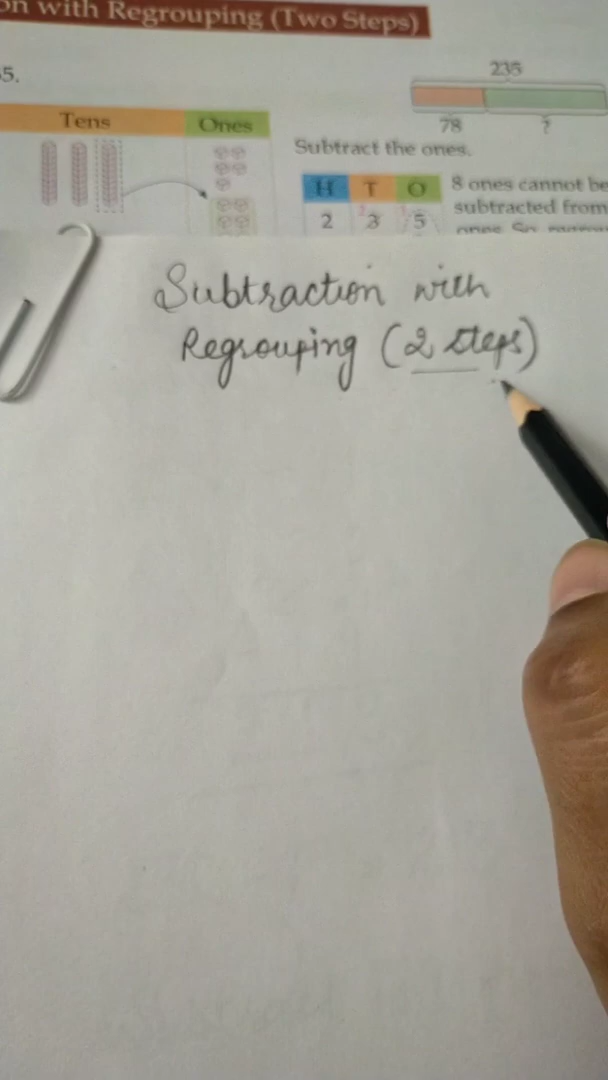 on with Regrouping (Two Steps)
5.
235
Tens Ones
78 ?
Subtract the ones.
H T O
8 ones cannot be
2 3 5
subtracted from
Subtraction with
Regrouping (2 steps)